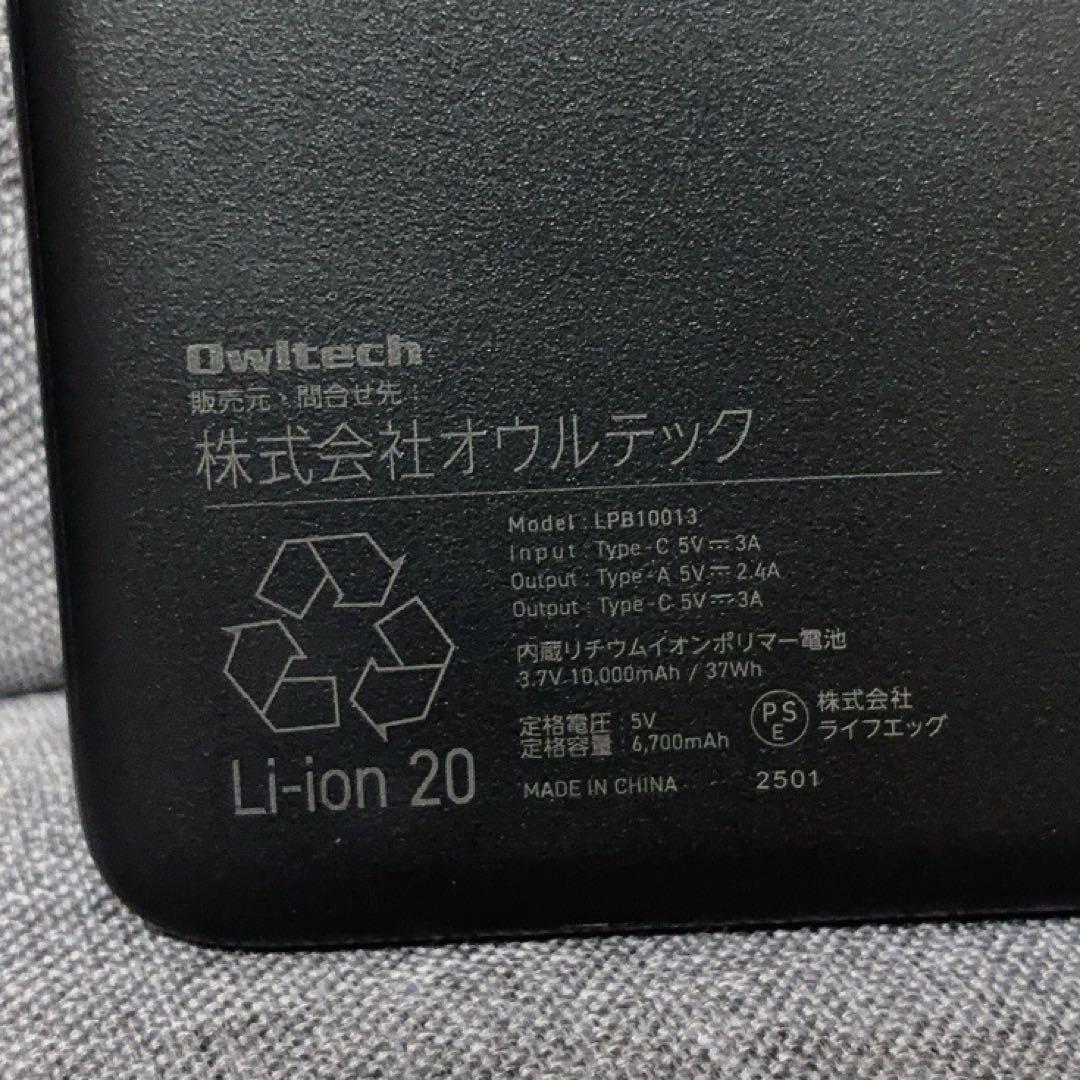 Owltech
販売元・問合せ先：
株式会社オウルテック
Model : LPB10013
Input : Type-C 5V⎓3A
Output : Type-A 5V⎓2.4A
Output : Type-C 5V⎓3A
内蔵リチウムイオンポリマー電池
3.7V 10,000mAh / 37Wh
定格電圧 : 5V
定格容量 : 6,700mAh
PSE
株式会社
ライフエッグ
MADE IN CHINA
2501
Li-ion 20